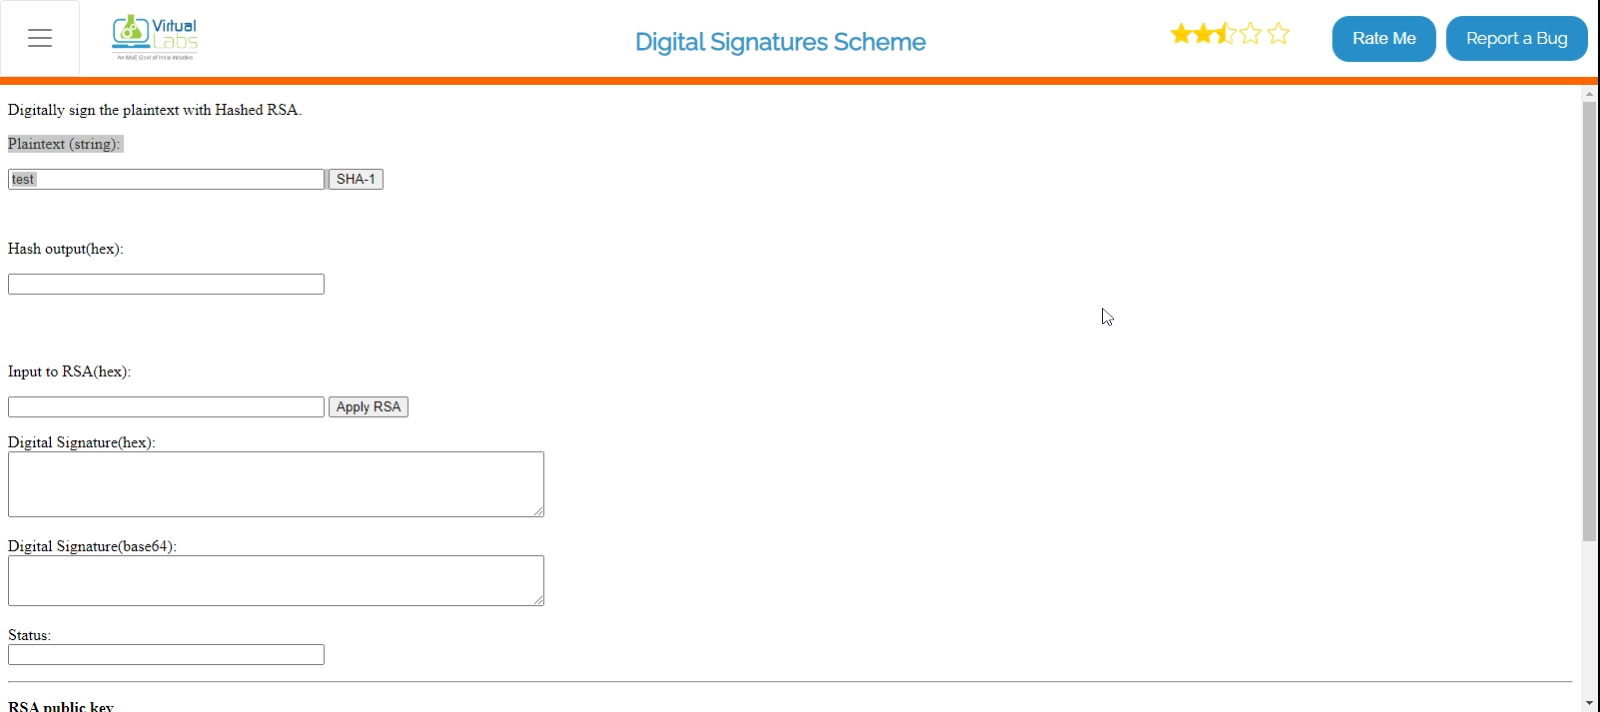 Virtual
Labs
An MoE Govt of India Initiative
Digital Signatures Scheme
Rate Me
Report a Bug
Digitally sign the plaintext with Hashed RSA.
Plaintext (string):
test
SHA-1
Hash output(hex):
Input to RSA(hex):
Apply RSA
Digital Signature(hex):
Digital Signature(base64):
Status:
RSA public key